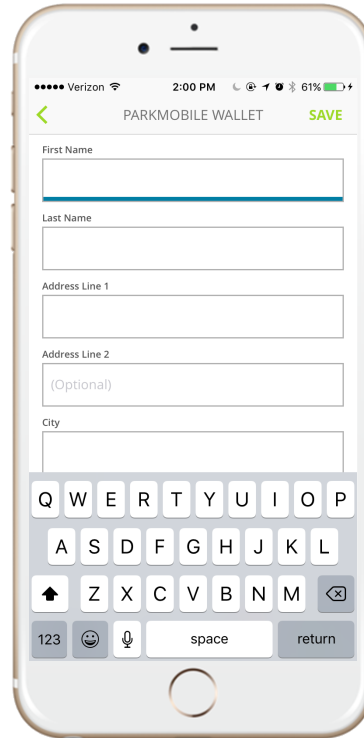 Verizon 2:00 PM 61%
PARKMOBILE WALLET SAVE
First Name
Last Name
Address Line 1
Address Line 2
(Optional)
City
Q W E R T Y U I O P
A S D F G H J K L
Z X C V B N M
123 space return